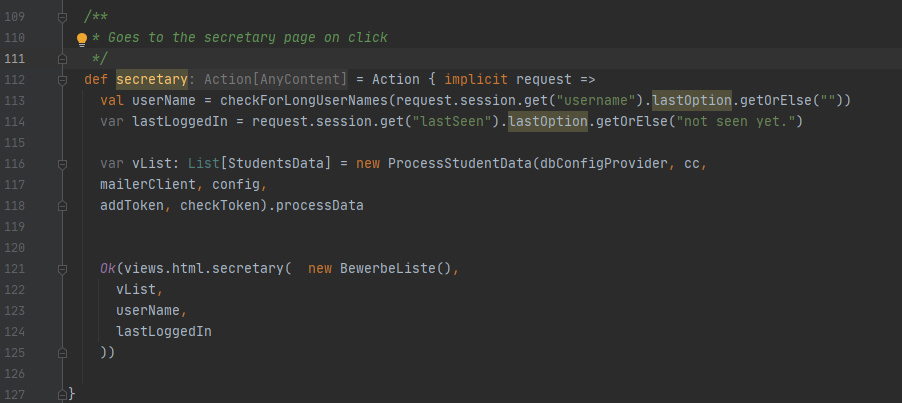 109 /**
110 * Goes to the secretary page on click
111 */
112 def secretary: Action[AnyContent] = Action { implicit request =>
113 val userName = checkForLongUserNames(request.session.get("username").lastOption.getOrElse(""))
114 var lastLoggedIn = request.session.get("lastSeen").lastOption.getOrElse("not seen yet.")
115
116 var vList: List[StudentsData] = new ProcessStudentData(dbConfigProvider, cc,
117 mailerClient, config,
118 addToken, checkToken).processData
119
120
121 Ok(views.html.secretary(  new BewerbeListe(),
122 vList,
123 userName,
124 lastLoggedIn
125 ))
126
127 }